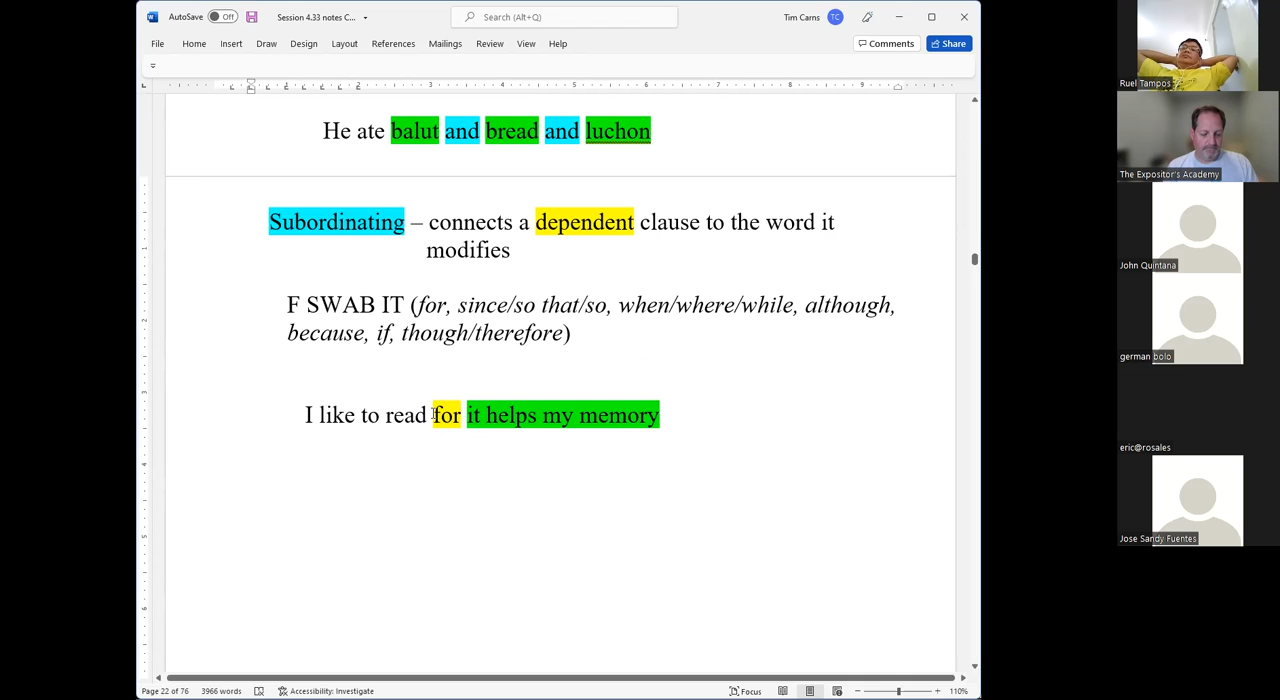 AutoSave Off Session 4.33 notes C... Search (Alt+Q) Tim Carns TC
File Home Insert Draw Design Layout References Mailings Review View Help Comments Share
He ate balut and bread and luchon
Subordinating – connects a dependent clause to the word it
modifies
F SWAB IT (for, since/so that/so, when/where/while, although,
because, if, though/therefore)
I like to read for it helps my memory
Page 22 of 76 3966 words Accessibility: Investigate Focus 110%
Ruel Tampos
The Expositor's Academy
John Quintana
german bolo
eric@rosales
Jose Sandy Fuentes